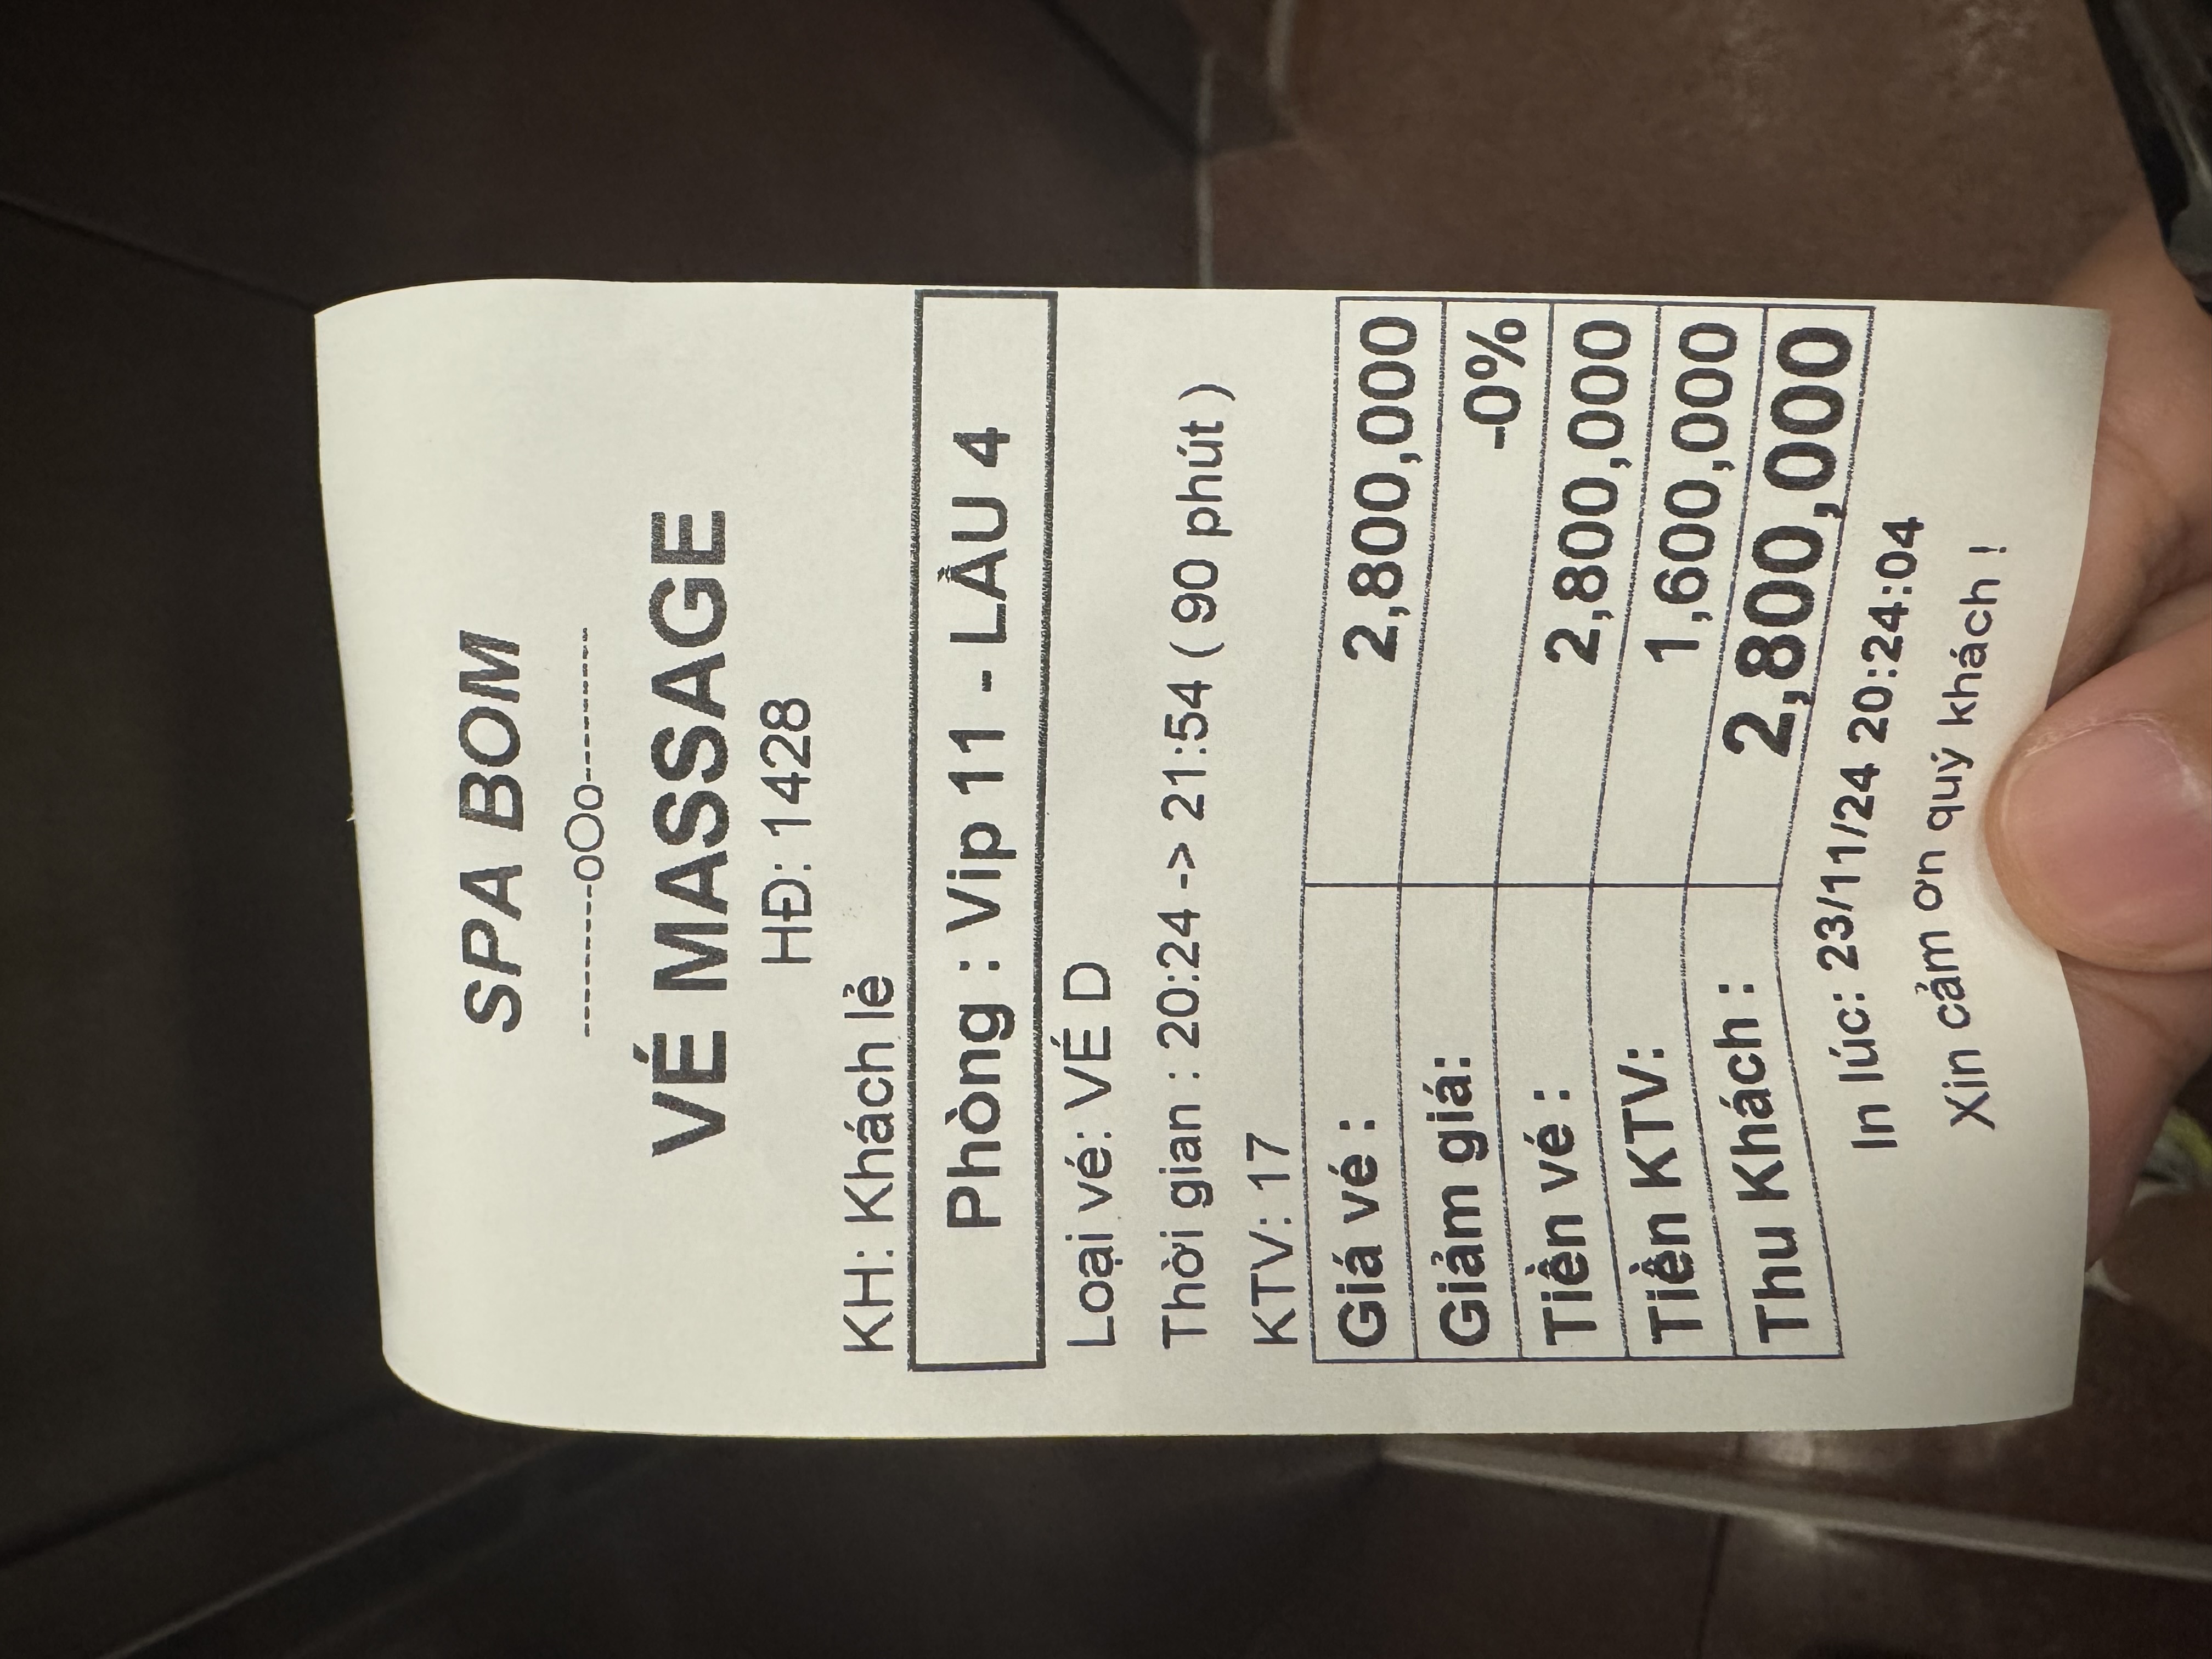 SPA BOM
---------oOo---------
VÉ MASSAGE
HĐ: 1428
KH: Khách lẻ
Phòng : Vip 11 - LẦU 4
Loại vé: VÉ D
Thời gian : 20:24 -> 21:54 ( 90 phút )
KTV: 17
Giá vé : 2,800,000
Giảm giá: -0%
Tiền vé : 2,800,000
Tiền KTV: 1,600,000
Thu Khách : 2,800,000
In lúc: 23/11/24 20:24:04
Xin cảm ơn quý khách !